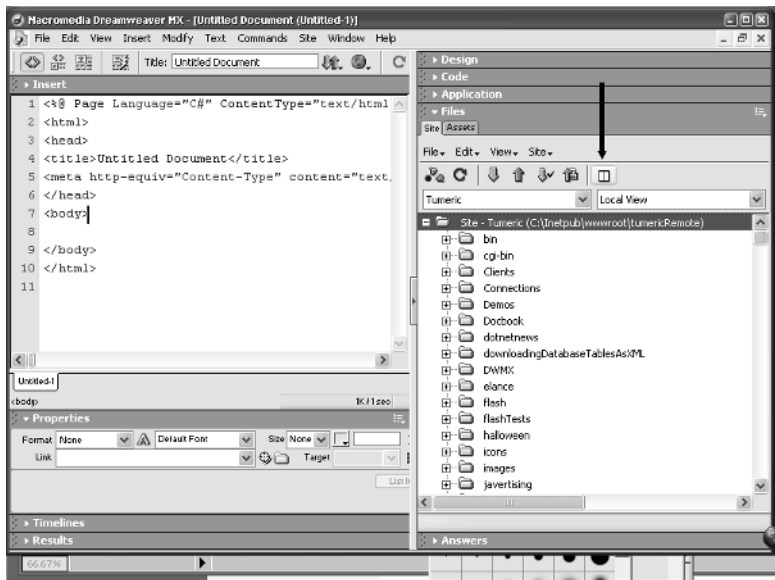 Macromedia Dreamweaver MX - [Untitled Document (Untitled-1)]
File Edit View Insert Modify Text Commands Site Window Help
Title: Untitled Document
Insert
1 <%@ Page Language="C#" ContentType="text/html
2 <html>
3 <head>
4 <title>Untitled Document</title>
5 <meta http-equiv="Content-Type" content="text,
6 </head>
7 <body>
8
9 </body>
10 </html>
11
Untitled-1
<body> 1K / 1 sec
Properties
Format None Default Font Size None
Link Target
List It
Timelines
Results
66.67%
Design
Code
Application
Files
Site Assets
File Edit View Site
Tumeric Local View
Site - Tumeric (C:\Inetpub\wwwroot\tumericRemote)
bin
cgi-bin
Clients
Connections
Demos
Docbook
dotnetnews
downloadingDatabaseTablesAsXML
DWMX
elance
flash
flashTests
halloween
icons
images
javertising
Answers